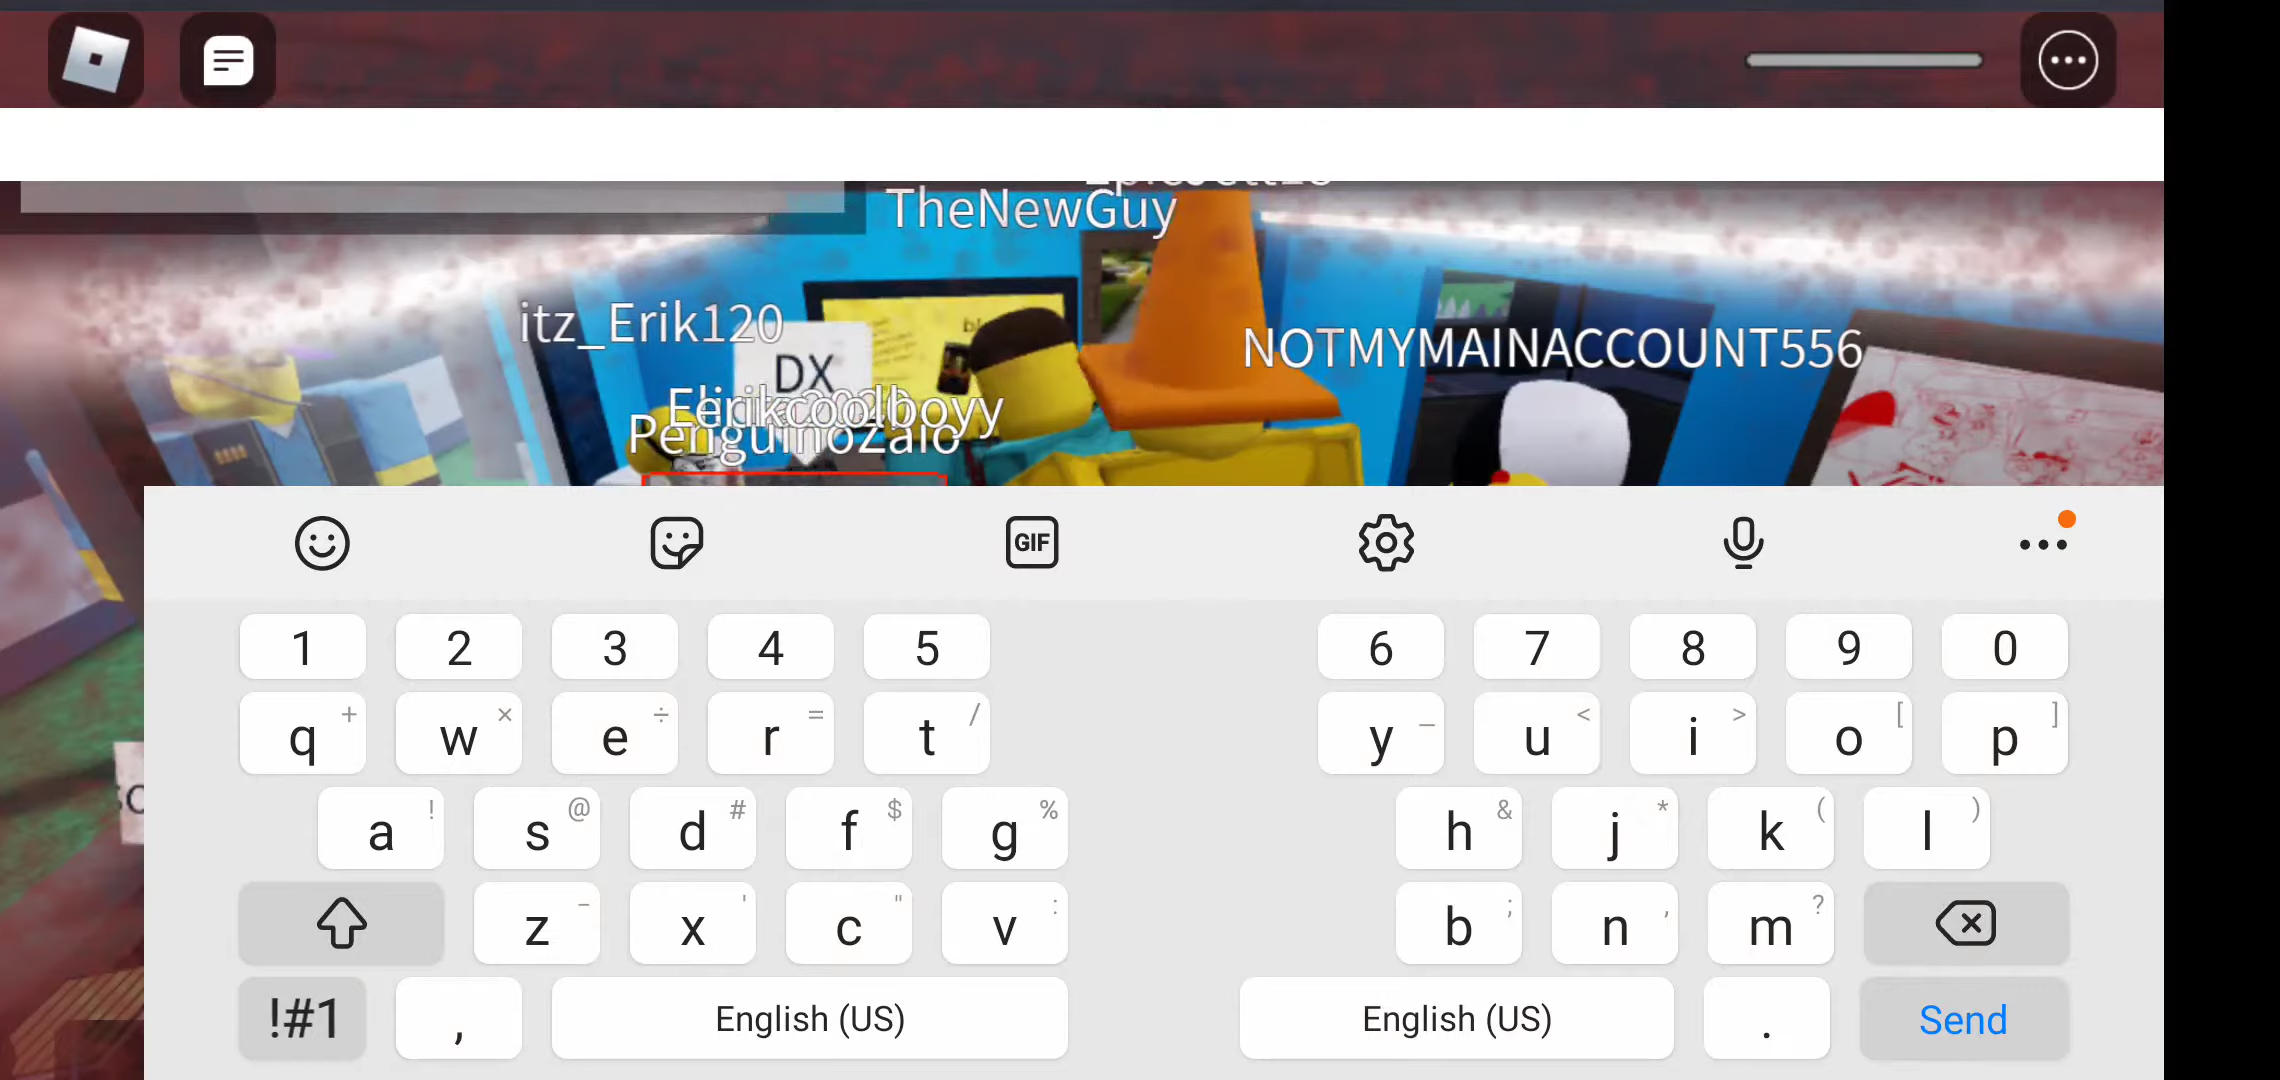 TheNewGuy
itz_Erik120
NOTMYMAINACCOUNT556
DX
GIF
1 2 3 4 5 6 7 8 9 0
q + w × e ÷ r = t / y _ u < i > o [ p ]
a ! s @ d # f $ g % h & j * k ( l )
z - x ' c " v : b ; n , m ?
!#1 , English (US) English (US) . Send